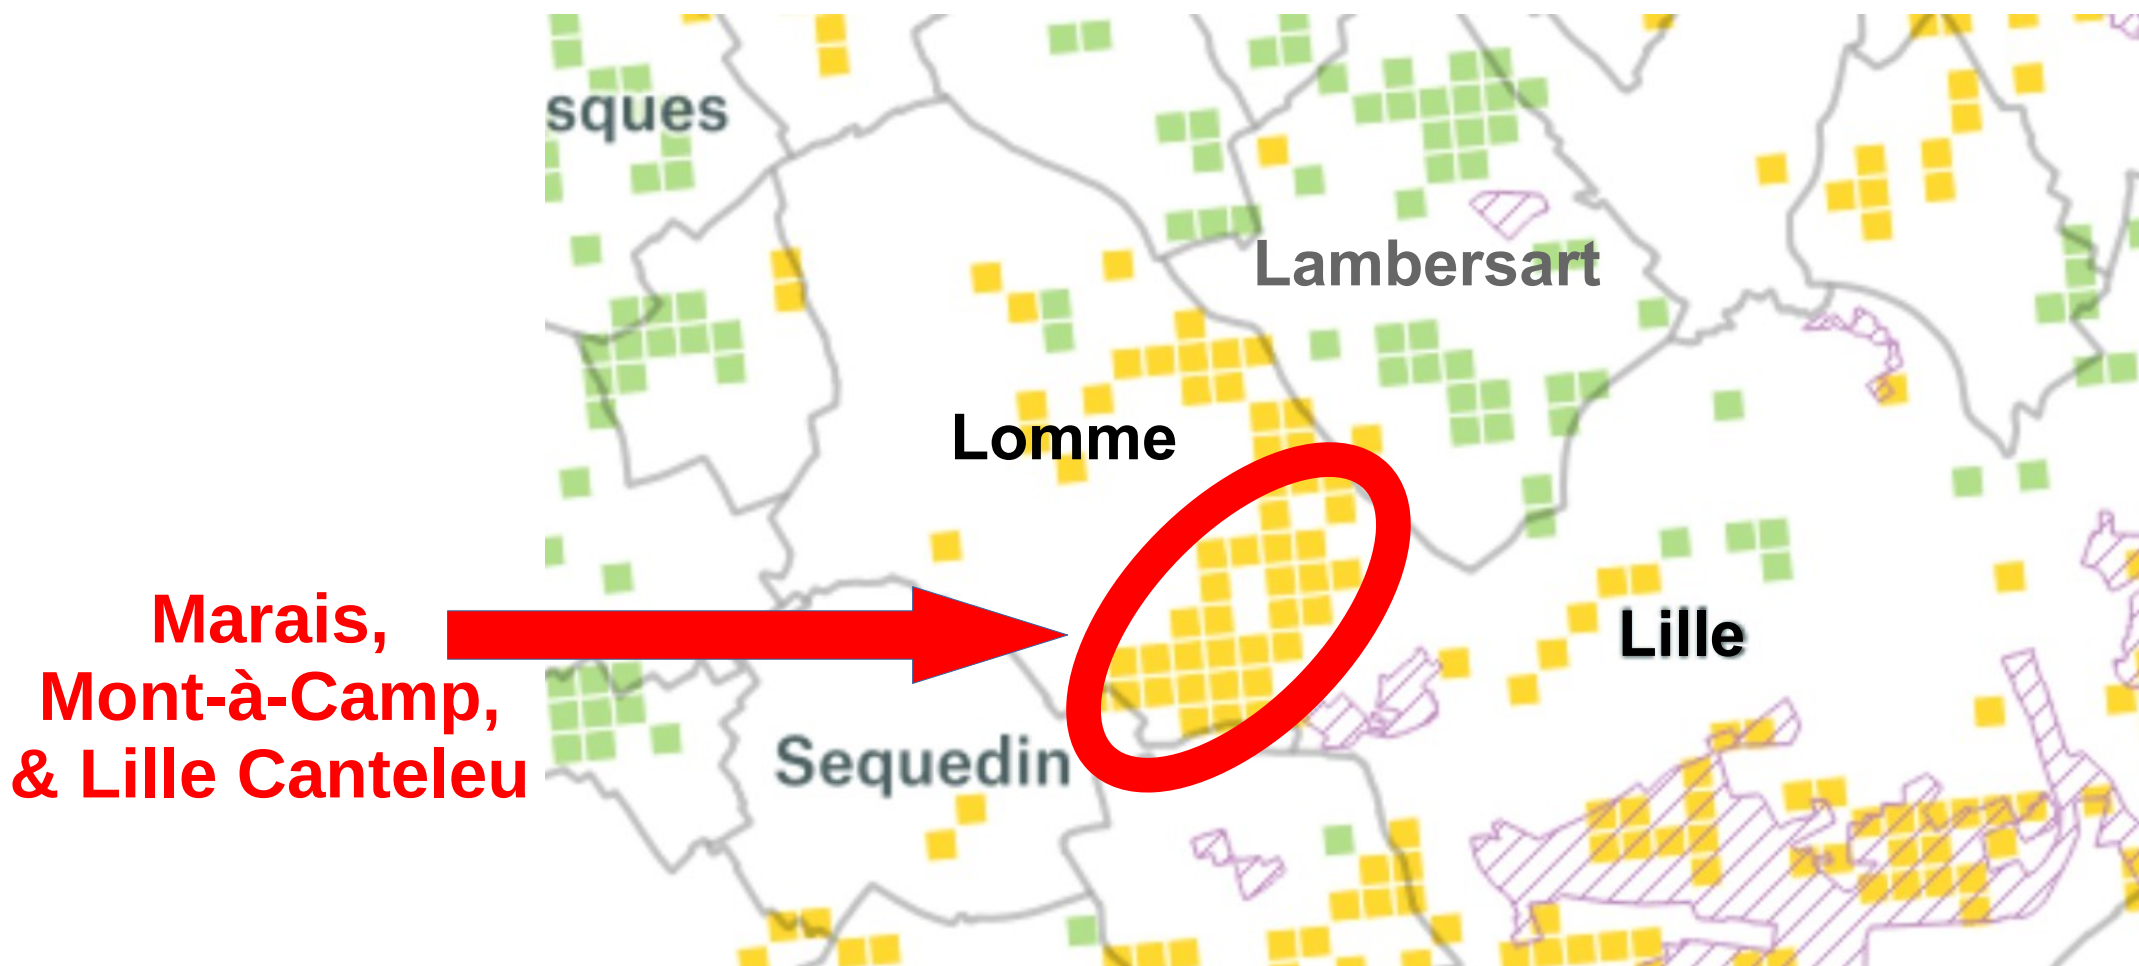 sques
Lambersart
Lomme
Marais,
Mont-à-Camp,
& Lille Canteleu
Lille
Sequedin